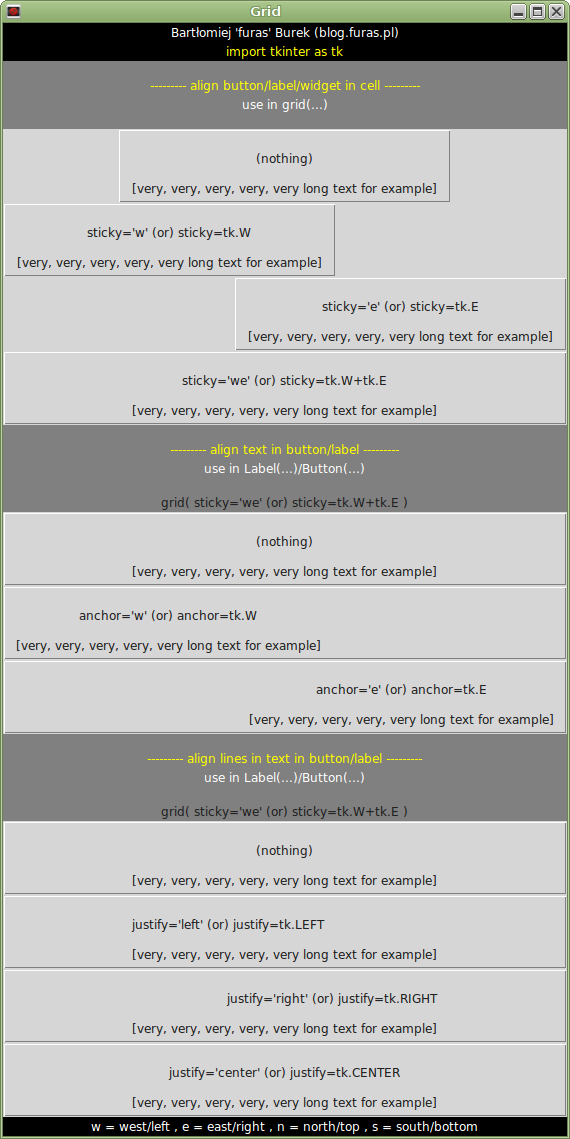 Grid
Bartłomiej 'furas' Burek (blog.furas.pl)
import tkinter as tk
--------- align button/label/widget in cell ---------
use in grid(...)
(nothing)
[very, very, very, very, very long text for example]
sticky='w' (or) sticky=tk.W
[very, very, very, very, very long text for example]
sticky='e' (or) sticky=tk.E
[very, very, very, very, very long text for example]
sticky='we' (or) sticky=tk.W+tk.E
[very, very, very, very, very long text for example]
--------- align text in button/label ---------
use in Label(...)/Button(...)
grid( sticky='we' (or) sticky=tk.W+tk.E )
(nothing)
[very, very, very, very, very long text for example]
anchor='w' (or) anchor=tk.W
[very, very, very, very, very long text for example]
anchor='e' (or) anchor=tk.E
[very, very, very, very, very long text for example]
--------- align lines in text in button/label ---------
use in Label(...)/Button(...)
grid( sticky='we' (or) sticky=tk.W+tk.E )
(nothing)
[very, very, very, very, very long text for example]
justify='left' (or) justify=tk.LEFT
[very, very, very, very, very long text for example]
justify='right' (or) justify=tk.RIGHT
[very, very, very, very, very long text for example]
justify='center' (or) justify=tk.CENTER
[very, very, very, very, very long text for example]
w = west/left , e = east/right , n = north/top , s = south/bottom